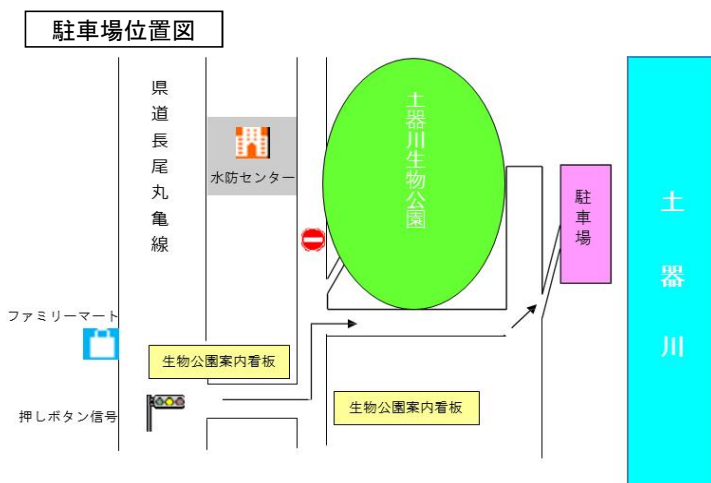 駐車場位置図
県道長尾丸亀線
水防センター
土器川生物公園
駐車場
土器川
ファミリーマート
生物公園案内看板
押しボタン信号
生物公園案内看板